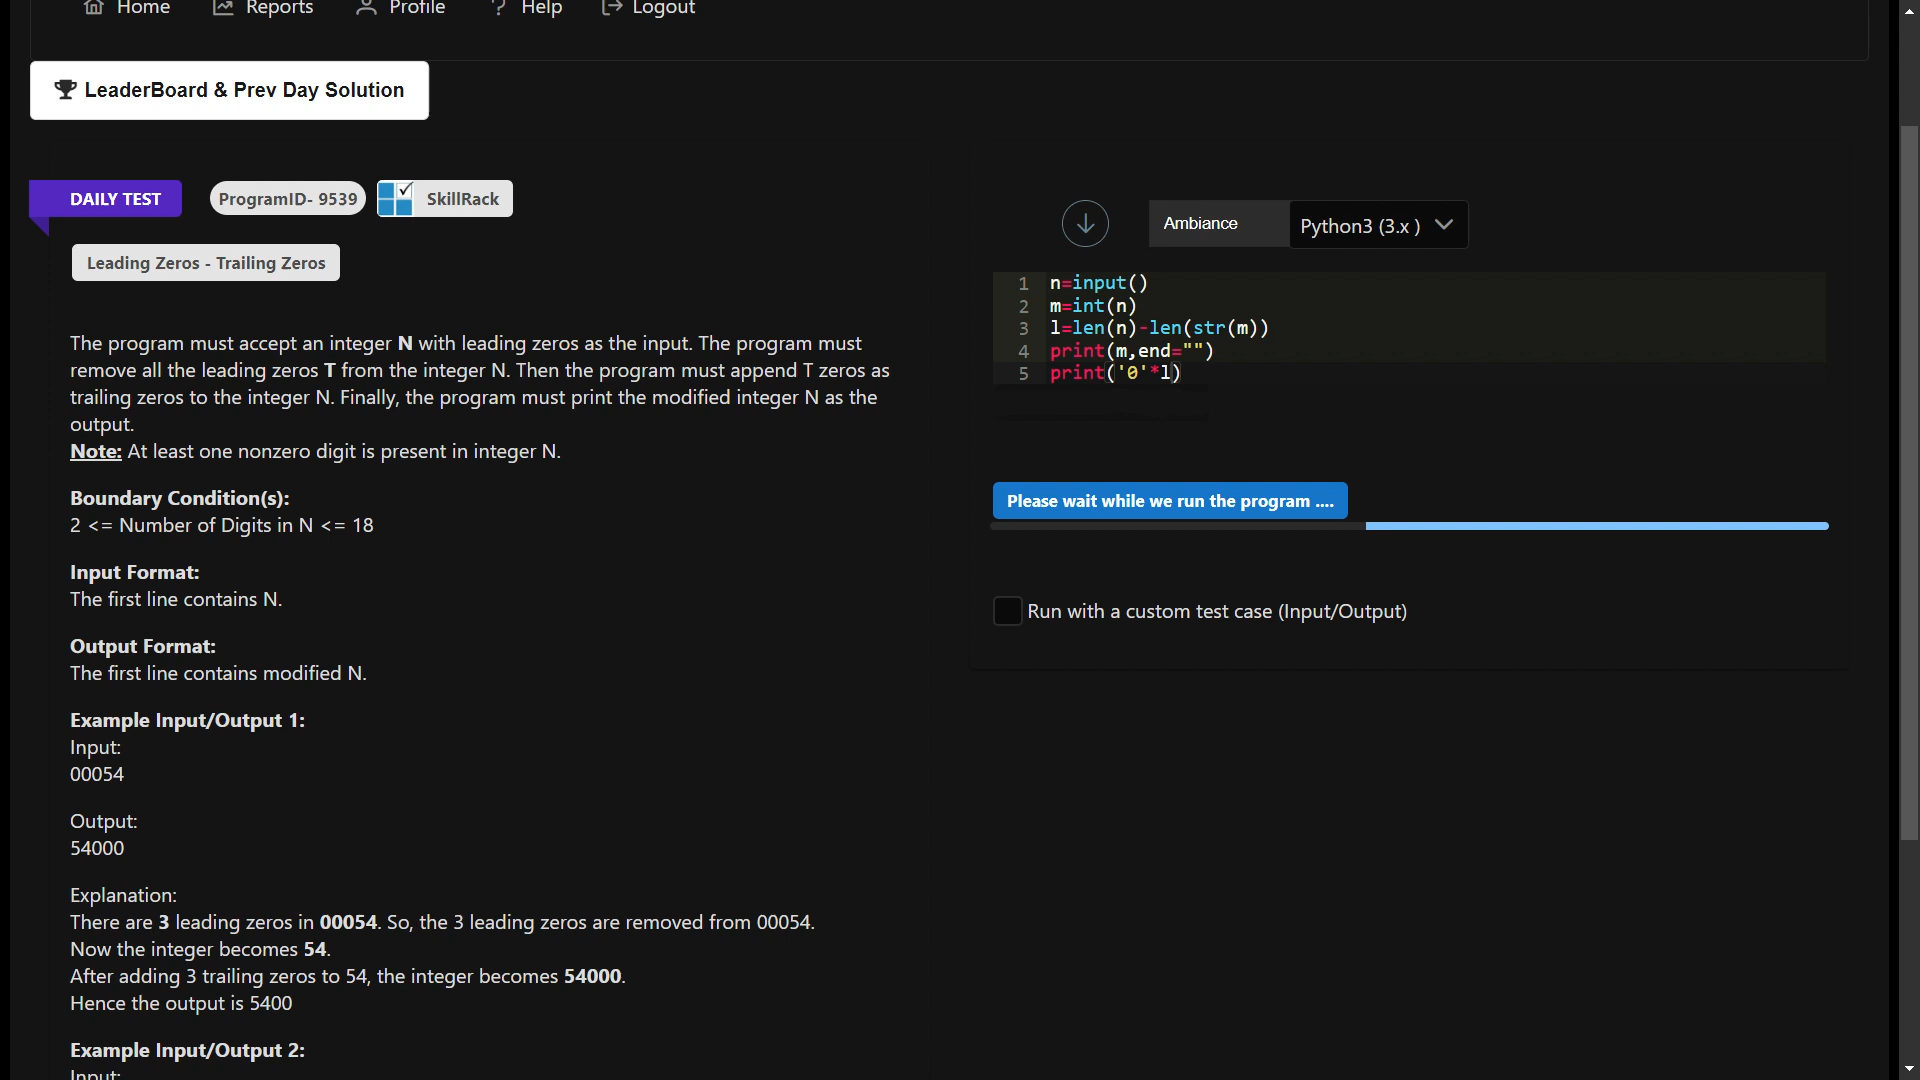 Home Reports Profile ? Help Logout
LeaderBoard & Prev Day Solution
DAILY TEST ProgramID- 9539 SkillRack
Leading Zeros - Trailing Zeros
The program must accept an integer N with leading zeros as the input. The program must
remove all the leading zeros T from the integer N. Then the program must append T zeros as
trailing zeros to the integer N. Finally, the program must print the modified integer N as the
output.
Note: At least one nonzero digit is present in integer N.
Boundary Condition(s):
2 <= Number of Digits in N <= 18
Input Format:
The first line contains N.
Output Format:
The first line contains modified N.
Example Input/Output 1:
Input:
00054
Output:
54000
Explanation:
There are 3 leading zeros in 00054. So, the 3 leading zeros are removed from 00054.
Now the integer becomes 54.
After adding 3 trailing zeros to 54, the integer becomes 54000.
Hence the output is 5400
Example Input/Output 2:
Input:
Ambiance Python3 (3.x )
1 n=input()
2 m=int(n)
3 l=len(n)-len(str(m))
4 print(m,end="")
5 print('0'*l)
Please wait while we run the program ....
Run with a custom test case (Input/Output)